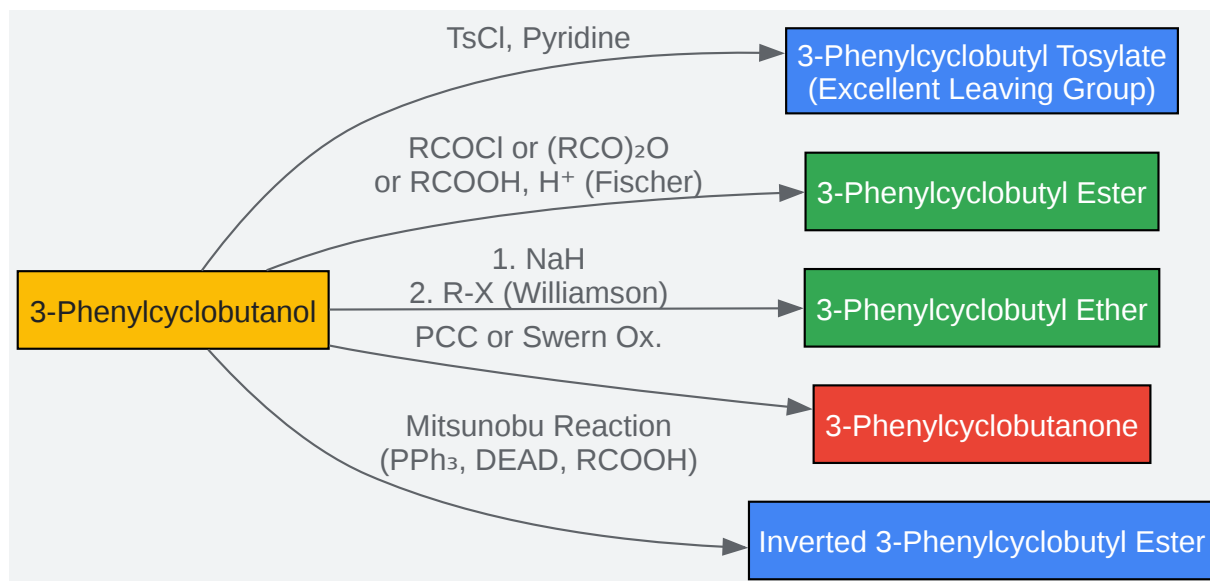 TsCl, Pyridine
3-Phenylcyclobutyl Tosylate
(Excellent Leaving Group)
RCOCl or (RCO)₂O
or RCOOH, H⁺ (Fischer)
3-Phenylcyclobutyl Ester
3-Phenylcyclobutanol
1. NaH
2. R-X (Williamson)
3-Phenylcyclobutyl Ether
PCC or Swern Ox.
3-Phenylcyclobutanone
Mitsunobu Reaction
(PPh₃, DEAD, RCOOH)
Inverted 3-Phenylcyclobutyl Ester